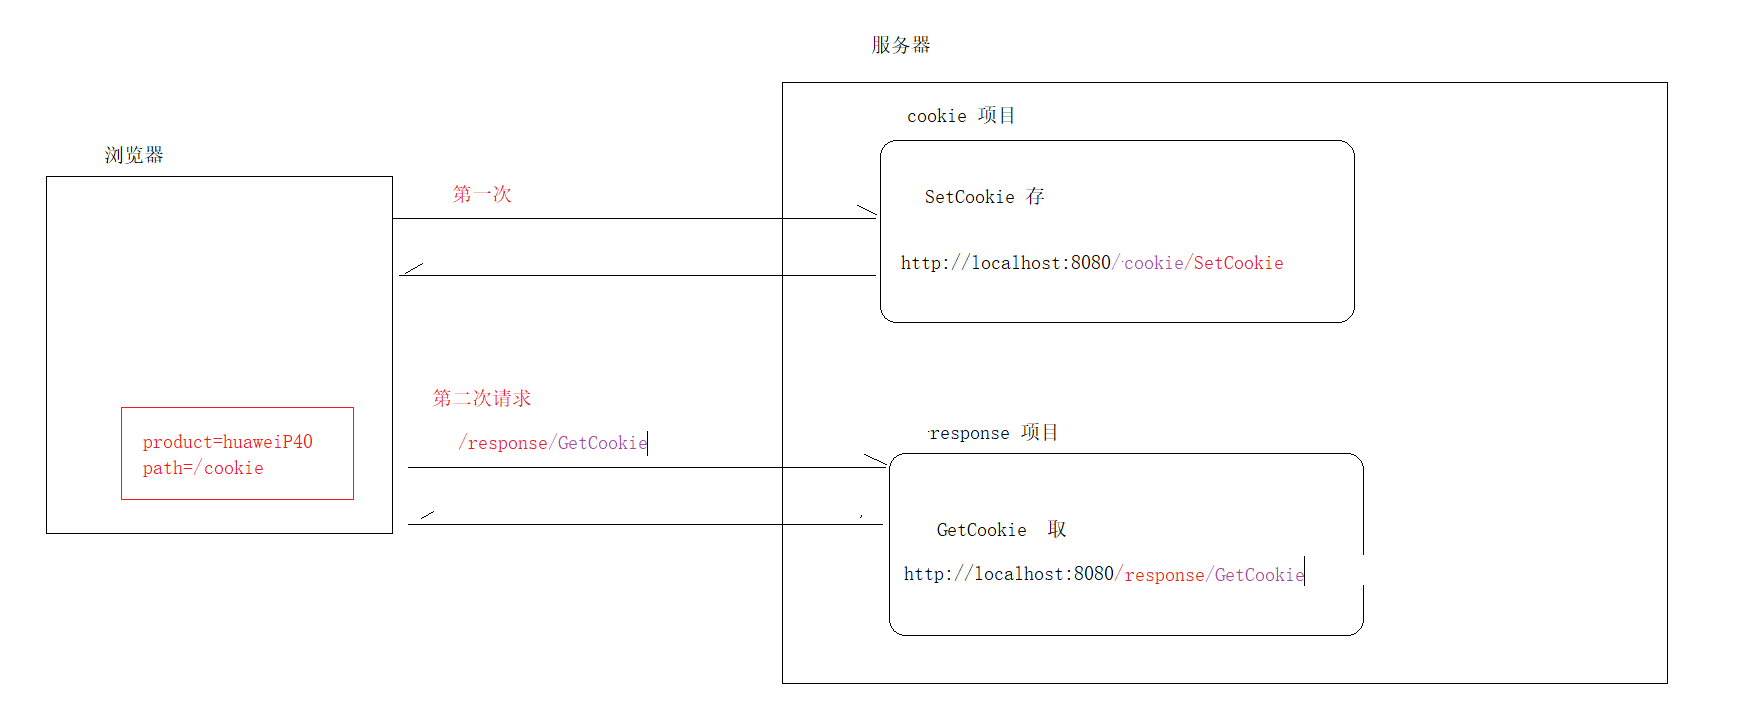 服务器
cookie 项目
浏览器
第一次
SetCookie 存
http://localhost:8080/cookie/SetCookie
第二次请求
/response/GetCookie
response 项目
product=huaweiP40
path=/cookie
GetCookie 取
http://localhost:8080/response/GetCookie